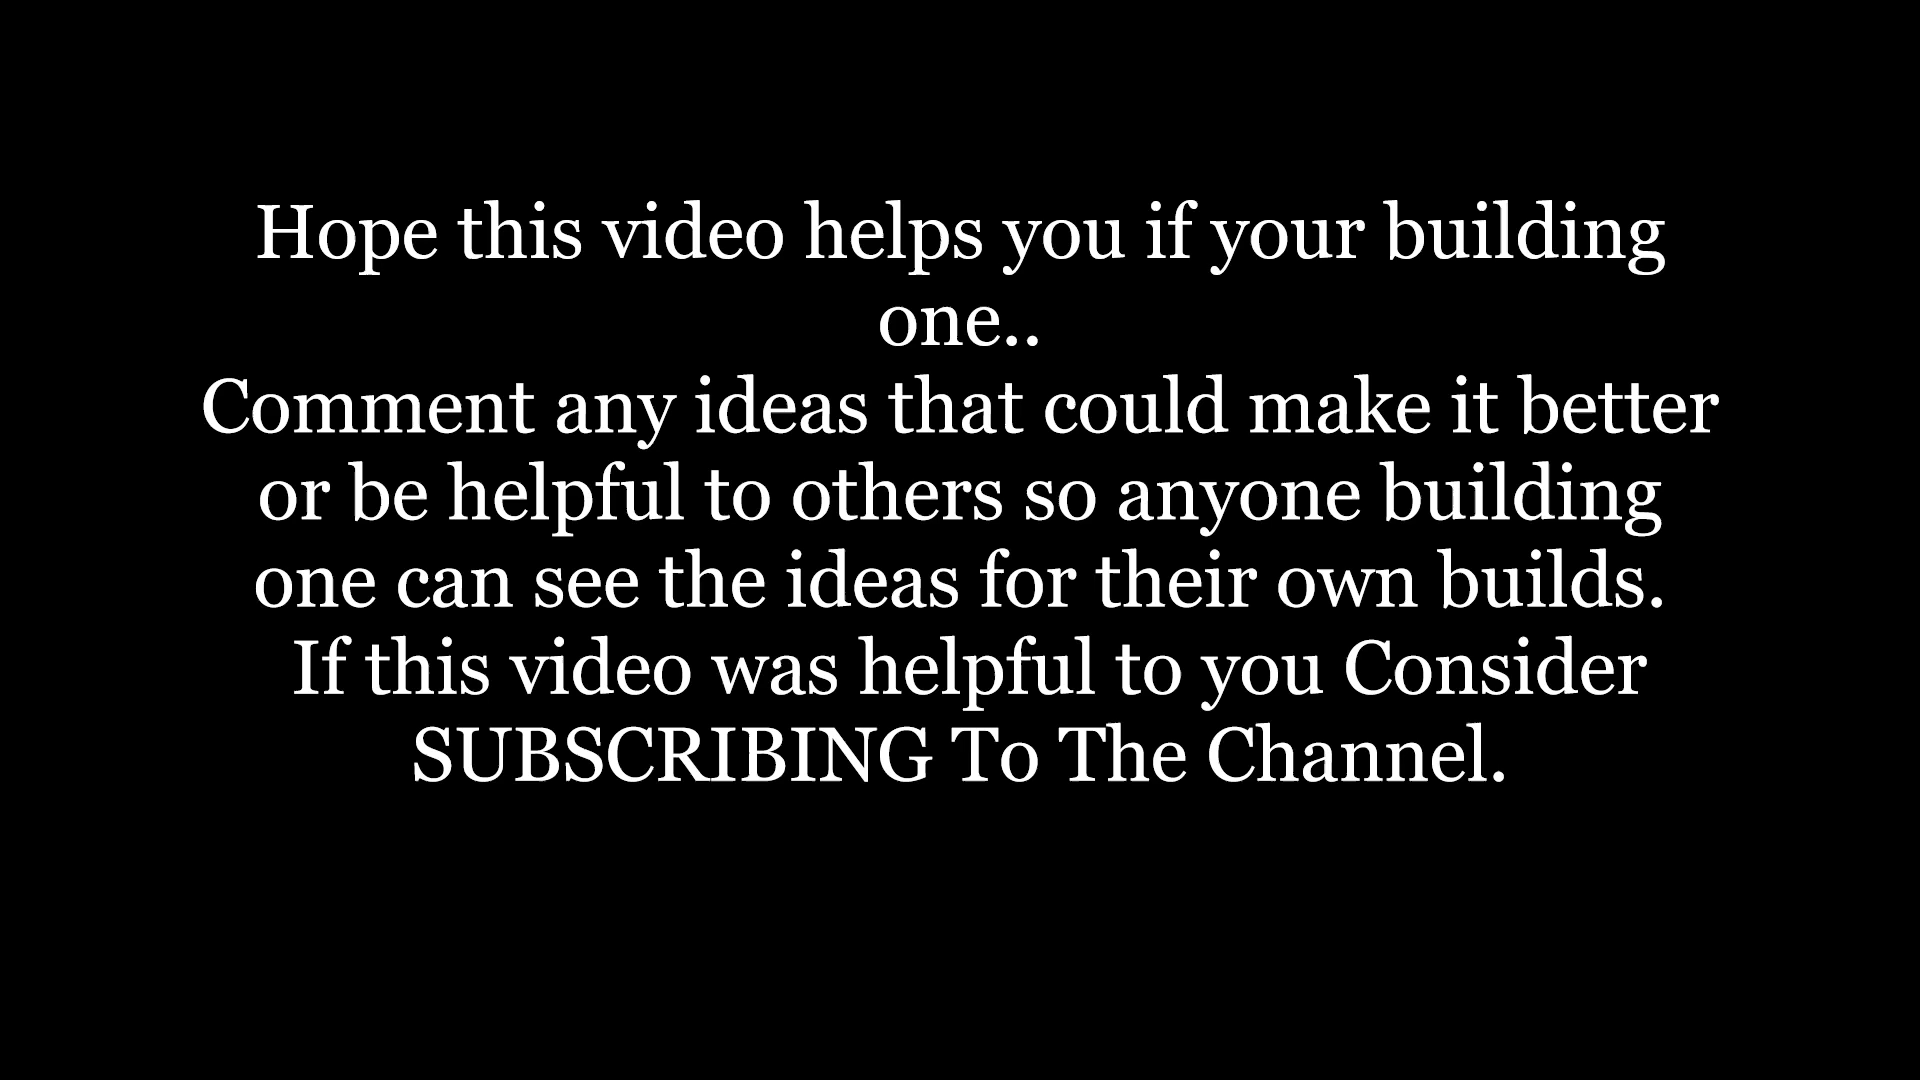 Hope this video helps you if your building
one..
Comment any ideas that could make it better
or be helpful to others so anyone building
one can see the ideas for their own builds.
If this video was helpful to you Consider
SUBSCRIBING To The Channel.